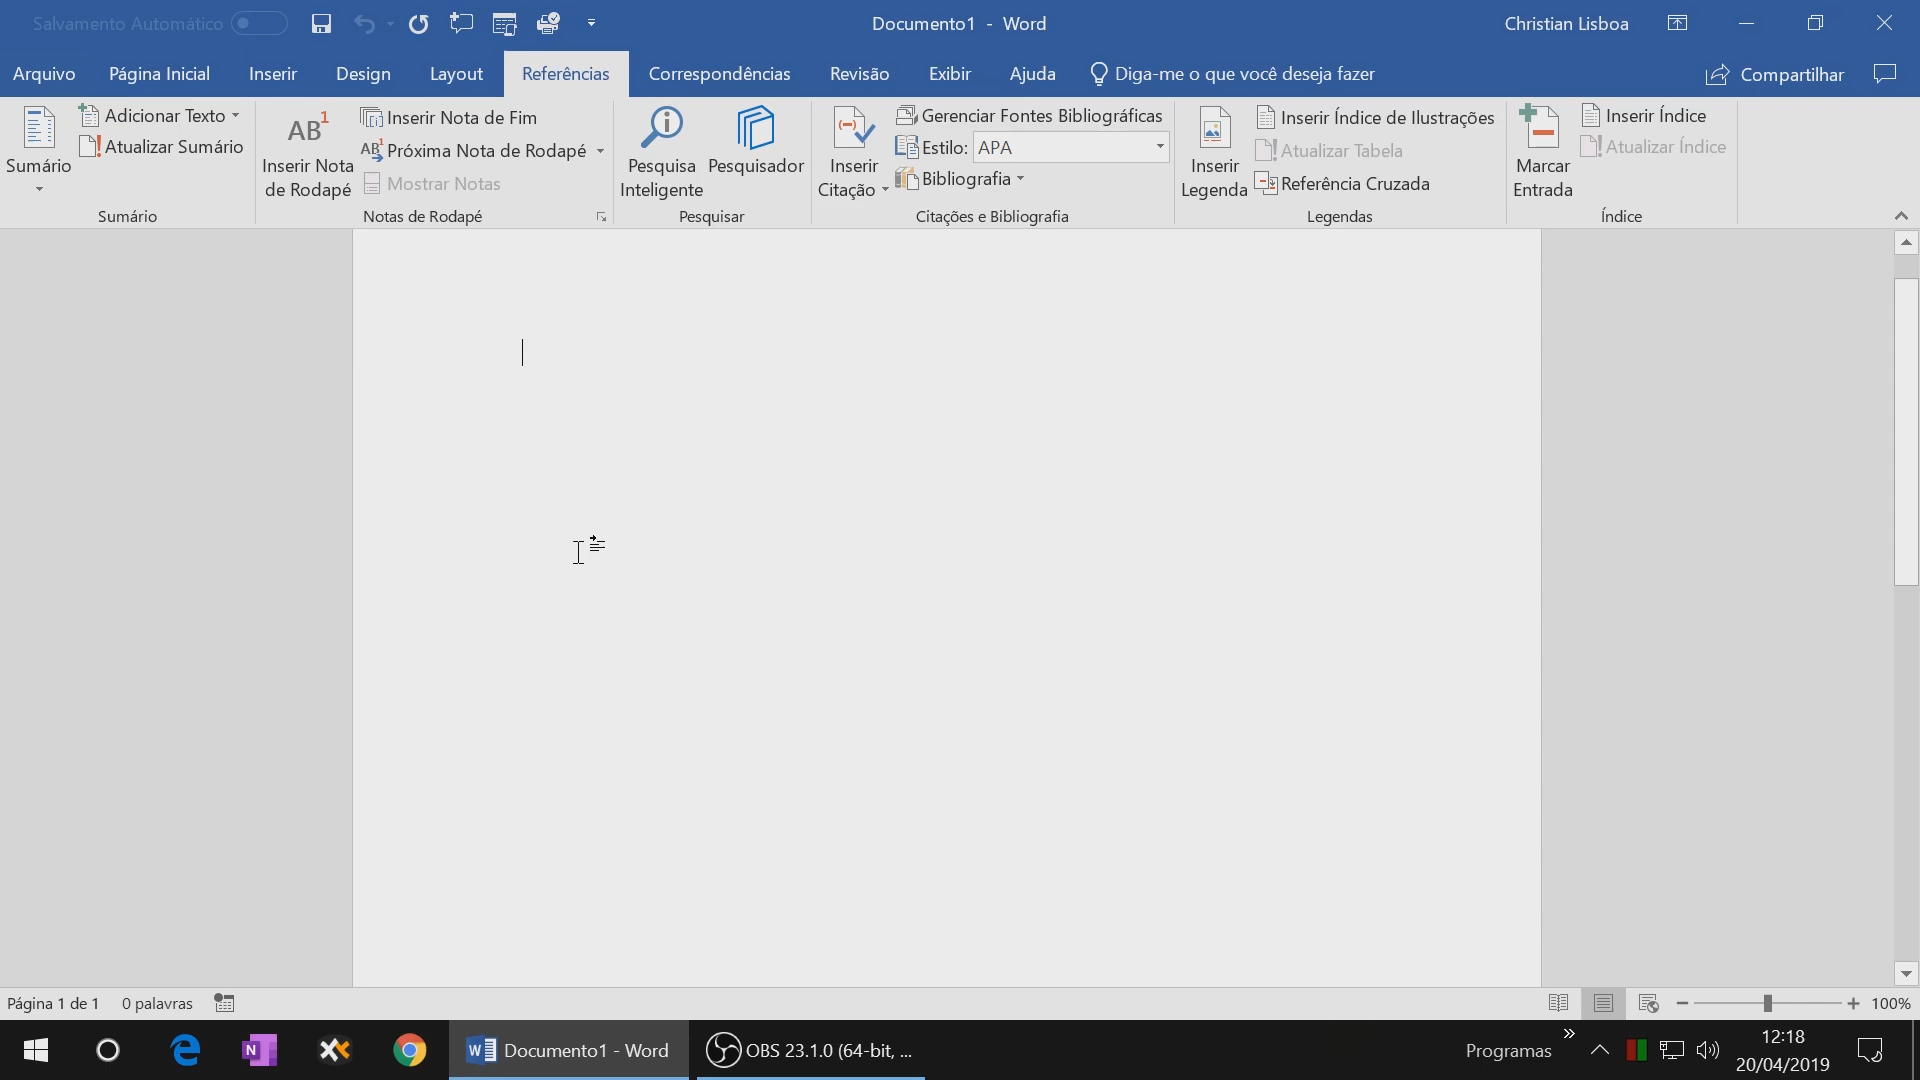 Salvamento Automático
Documento1 - Word
Christian Lisboa
Arquivo Página Inicial Inserir Design Layout Referências Correspondências Revisão Exibir Ajuda Diga-me o que você deseja fazer Compartilhar
Sumário
Adicionar Texto
Atualizar Sumário
Sumário
AB1
Inserir Nota
de Rodapé
Inserir Nota de Fim
Próxima Nota de Rodapé
Mostrar Notas
Notas de Rodapé
Pesquisa
Inteligente
Pesquisador
Pesquisar
Inserir
Citação
Gerenciar Fontes Bibliográficas
Estilo: APA
Bibliografia
Citações e Bibliografia
Inserir
Legenda
Inserir Índice de Ilustrações
Atualizar Tabela
Referência Cruzada
Legendas
Marcar
Entrada
Inserir Índice
Atualizar Índice
Índice
Página 1 de 1 0 palavras
100%
Documento1 - Word
OBS 23.1.0 (64-bit, ...
Programas
12:18
20/04/2019